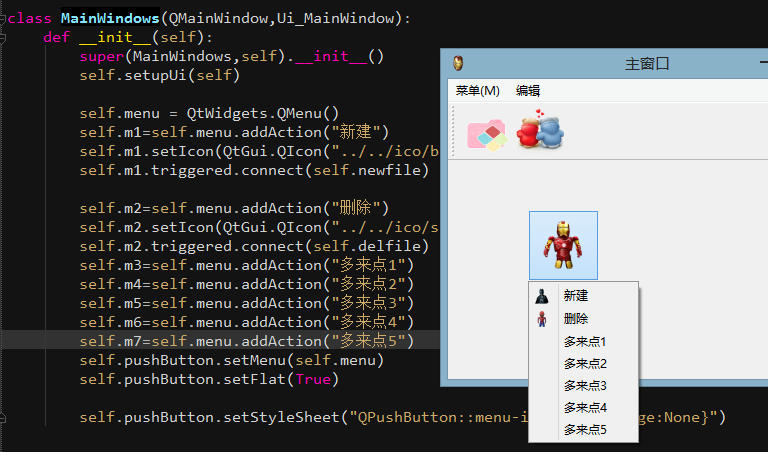 class MainWindows(QMainWindow,Ui_MainWindow):
def __init__(self):
super(MainWindows,self).__init__()
self.setupUi(self)
self.menu = QtWidgets.QMenu()
self.m1=self.menu.addAction("新建")
self.m1.setIcon(QtGui.QIcon("../../ico/b
self.m1.triggered.connect(self.newfile)
self.m2=self.menu.addAction("删除")
self.m2.setIcon(QtGui.QIcon("../../ico/s
self.m2.triggered.connect(self.delfile)
self.m3=self.menu.addAction("多来点1")
self.m4=self.menu.addAction("多来点2")
self.m5=self.menu.addAction("多来点3")
self.m6=self.menu.addAction("多来点4")
self.m7=self.menu.addAction("多来点5")
self.pushButton.setMenu(self.menu)
self.pushButton.setFlat(True)
self.pushButton.setStyleSheet("QPushButton::menu-i ge:None}")
主窗口
菜单(M) 编辑
新建
删除
多来点1
多来点2
多来点3
多来点4
多来点5